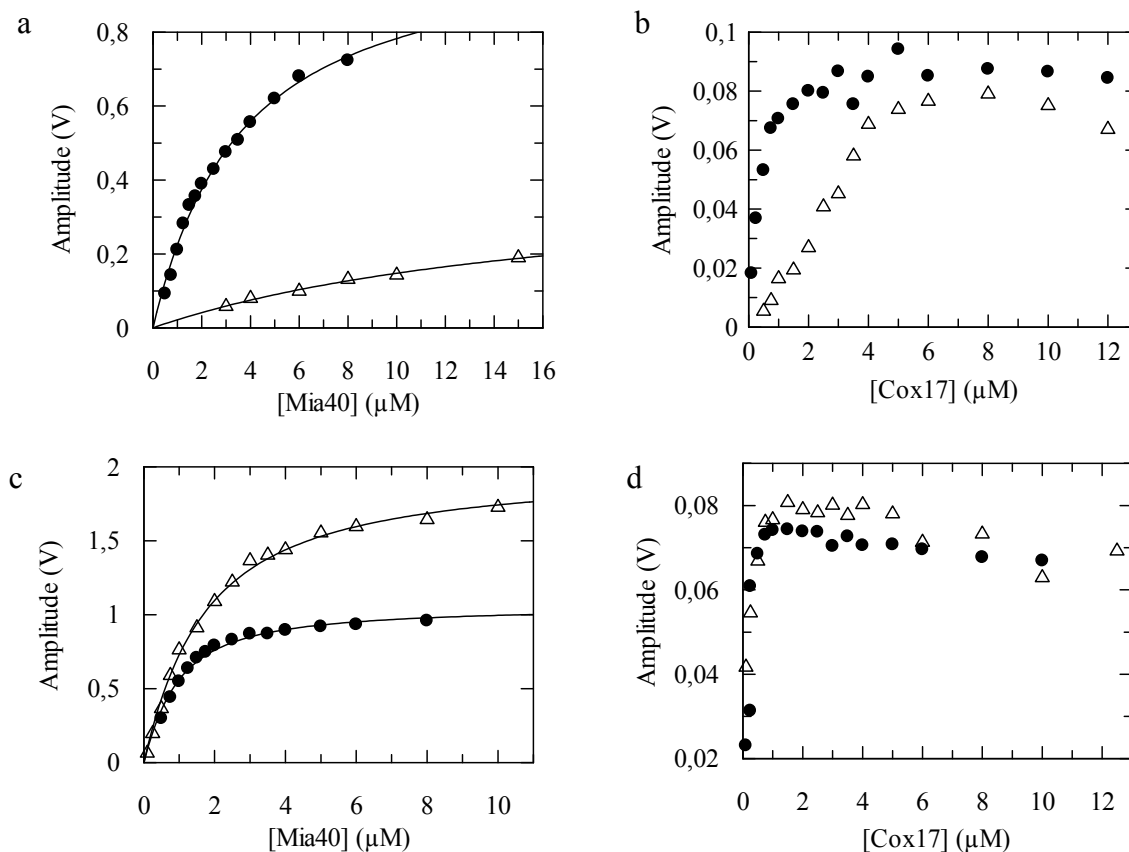 a
0,8
0,6
0,4
0,2
0
Amplitude (V)
0 2 4 6 8 10 12 14 16
[Mia40] (µM)
b
0,1
0,08
0,06
0,04
0,02
0
Amplitude (V)
0 2 4 6 8 10 12
[Cox17] (µM)
c
2
1,5
1
0,5
0
Amplitude (V)
0 2 4 6 8 10
[Mia40] (µM)
d
0,08
0,06
0,04
0,02
Amplitude (V)
0 2 4 6 8 10 12
[Cox17] (µM)